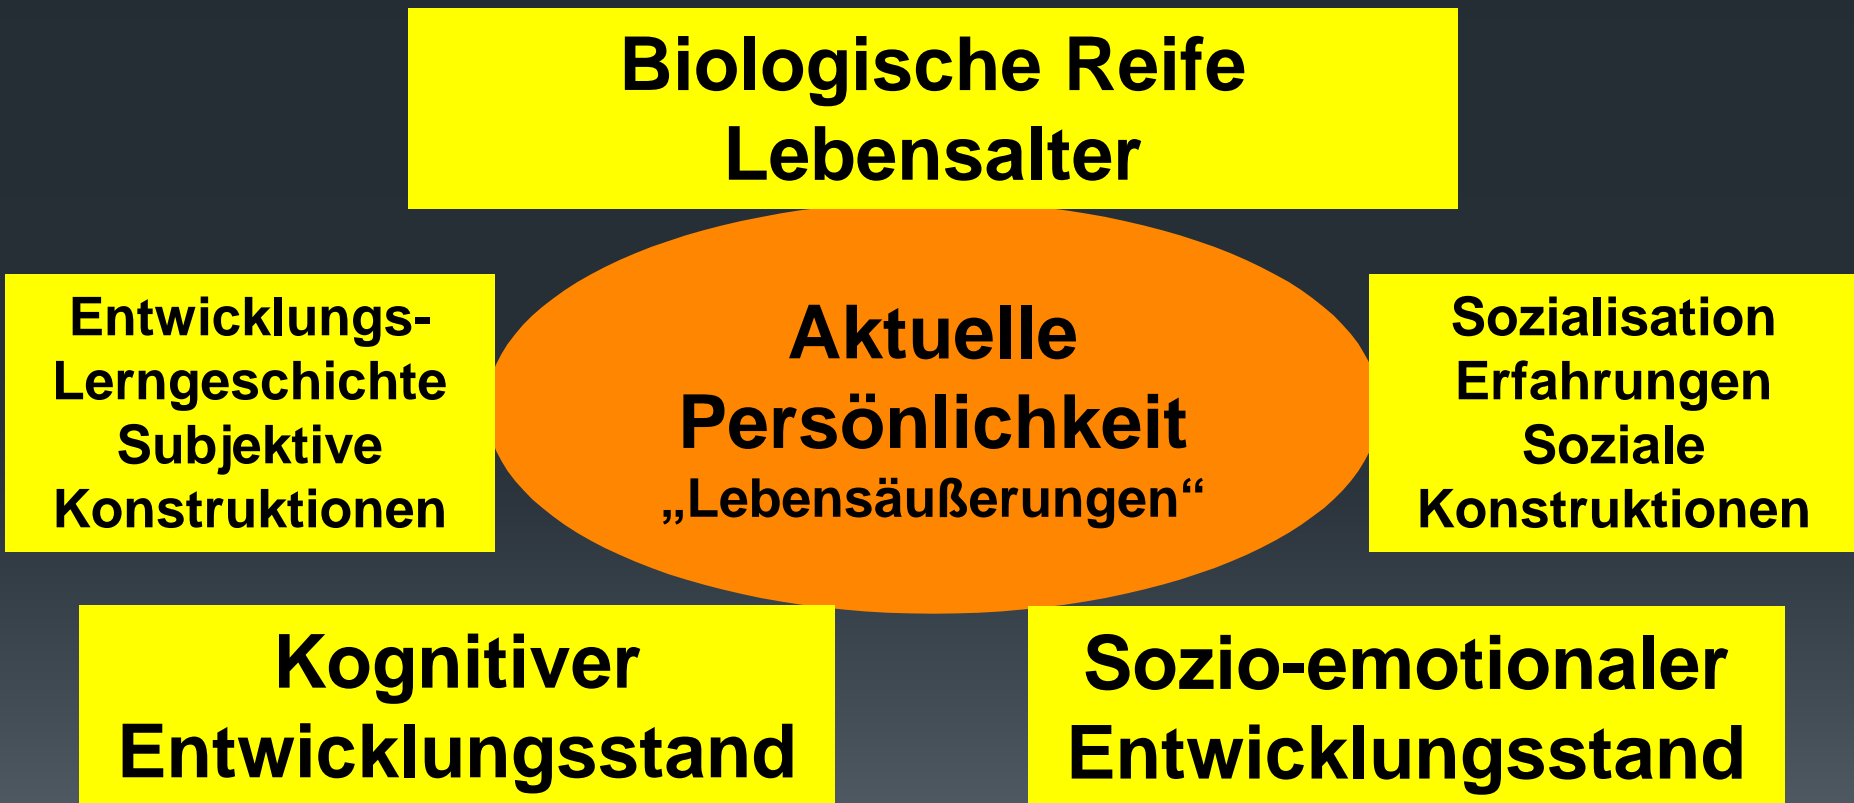 Biologische Reife
Lebensalter
Entwicklungs-
Lerngeschichte
Subjektive
Konstruktionen
Aktuelle
Persönlichkeit
„Lebensäußerungen“
Sozialisation
Erfahrungen
Soziale
Konstruktionen
Kognitiver
Entwicklungsstand
Sozio-emotionaler
Entwicklungsstand